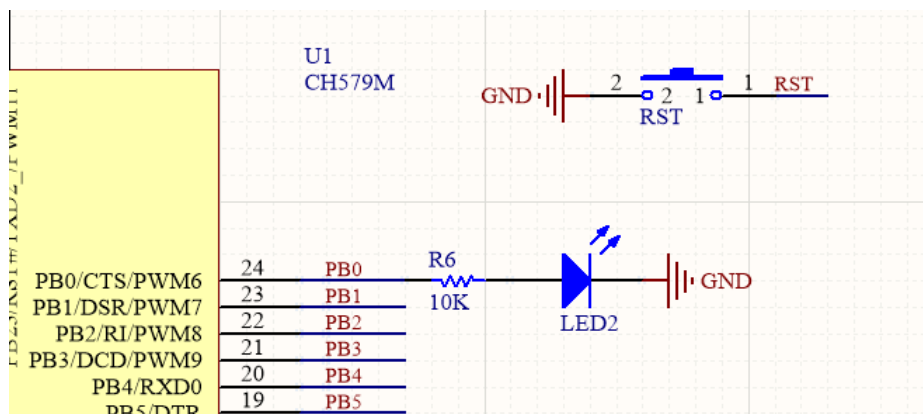 U1
CH579M
GND
2
2
1
1
RST
RST
PB0/CTS/PWM6
24
PB0
R6
10K
LED2
GND
PB1/DSR/PWM7
23
PB1
PB2/RI/PWM8
22
PB2
PB3/DCD/PWM9
21
PB3
PB4/RXD0
20
PB4
PB5/DTR
19
PB5